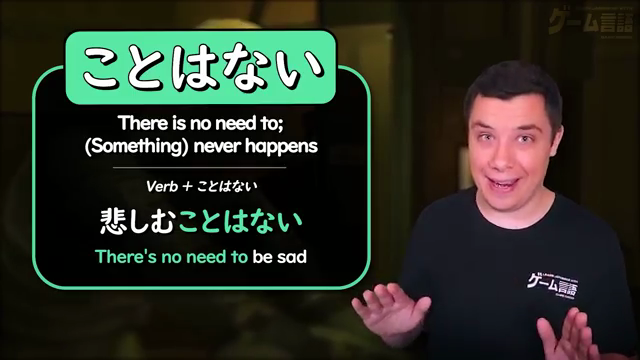 ゲーム言語
ことはない
There is no need to;
(Something) never happens
Verb + ことはない
悲しむことはない
There's no need to be sad
ゲーム言語